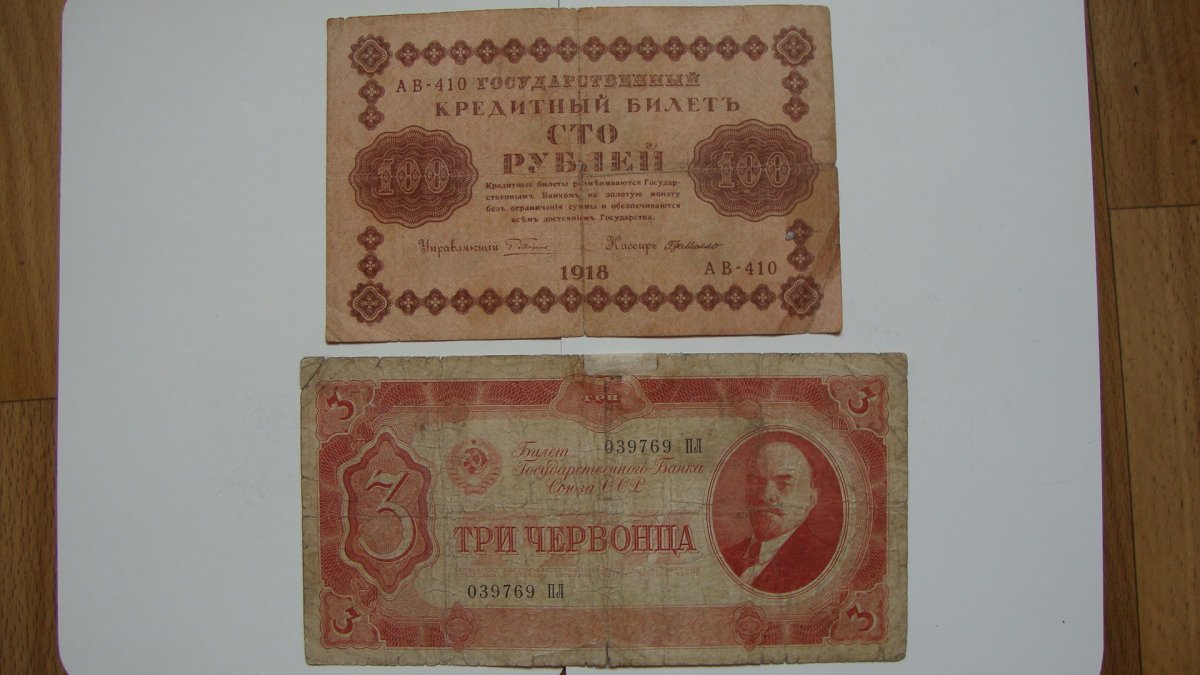 АВ-410 ГОСУДАРСТВЕННЫЙ
КРЕДИТНЫЙ БИЛЕТЪ
СТО
РУБЛЕЙ
100
100
Кредитные билеты размѣниваются Государ-
ственнымъ Банкомъ на золотую монету
безъ ограниченія суммы и обезпечиваются
всѣмъ достояніемъ Государства.
Управляющій
Кассиръ
1918
АВ-410
3
ТРИ
3
Билет
039769 ПЛ
Государственного Банка
Союза ССР
3
ТРИ ЧЕРВОНЦА
039769 ПЛ
3
3